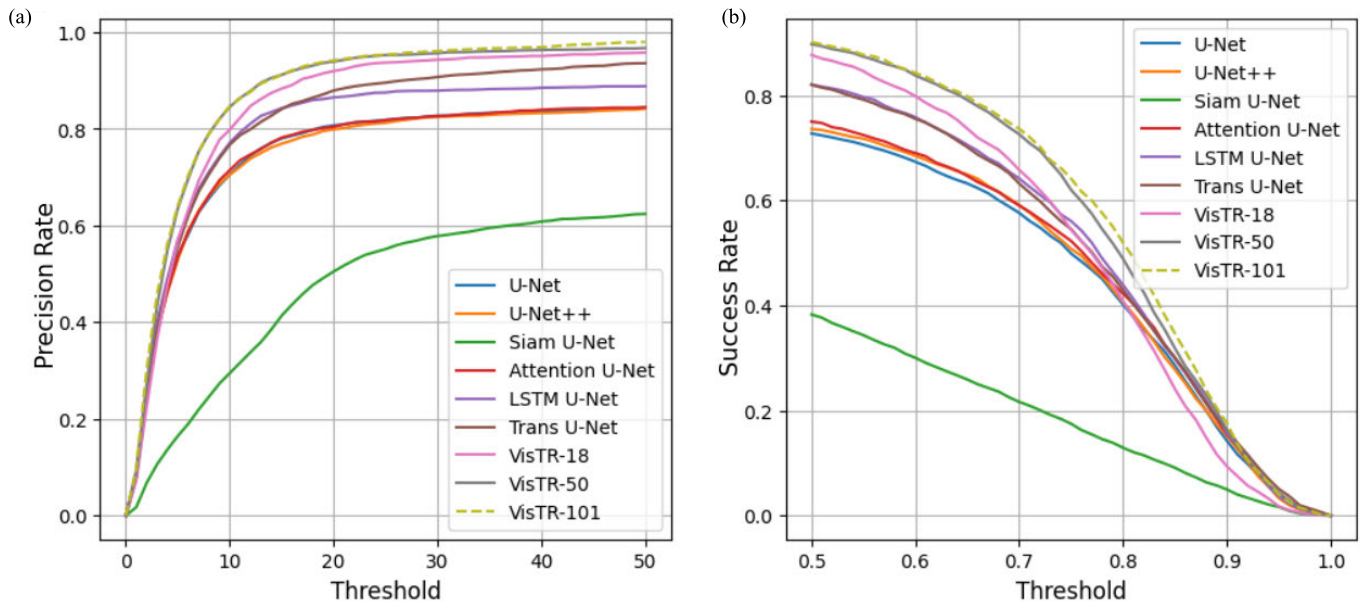 (a)
1.0
0.8
0.6
0.4
0.2
0.0
Precision Rate
0 10 20 30 40 50
Threshold
U-Net
U-Net++
Siam U-Net
Attention U-Net
LSTM U-Net
Trans U-Net
VisTR-18
VisTR-50
VisTR-101
(b)
0.8
0.6
0.4
0.2
0.0
Success Rate
0.5 0.6 0.7 0.8 0.9 1.0
Threshold
U-Net
U-Net++
Siam U-Net
Attention U-Net
LSTM U-Net
Trans U-Net
VisTR-18
VisTR-50
VisTR-101